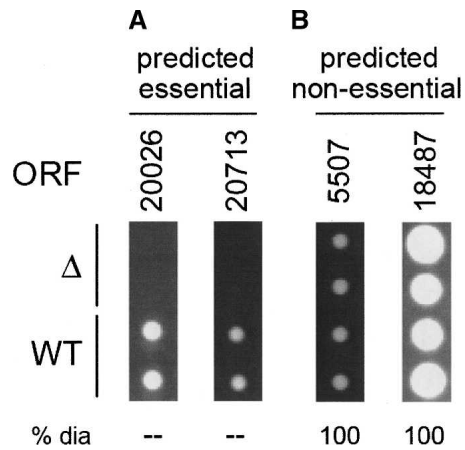 A B
predicted essential predicted non-essential
ORF 20026 20713 5507 18487
Δ
WT
% dia -- -- 100 100